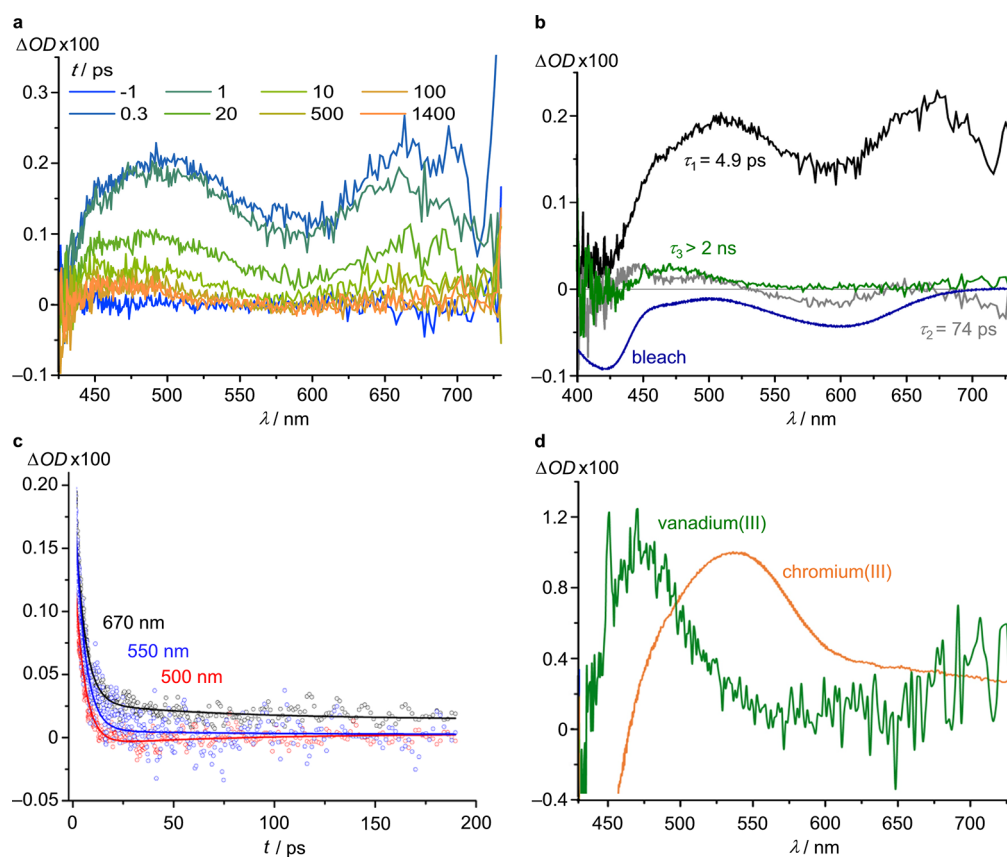 a
ΔOD x100
t / ps
-1 1 10 100
0.3 20 500 1400
0.3
0.2
0.1
0
–0.1
450 500 550 600 650 700
λ / nm
b
ΔOD x100
0.2
0.1
0
–0.1
τ1 = 4.9 ps
τ3 > 2 ns
τ2 = 74 ps
bleach
400 450 500 550 600 650 700
λ / nm
c
ΔOD x100
0.20
0.15
0.10
0.05
0
–0.05
670 nm
550 nm
500 nm
0 50 100 150 200
t / ps
d
ΔOD x100
1.2
0.8
0.4
0
–0.4
vanadium(III)
chromium(III)
450 500 550 600 650 700
λ / nm